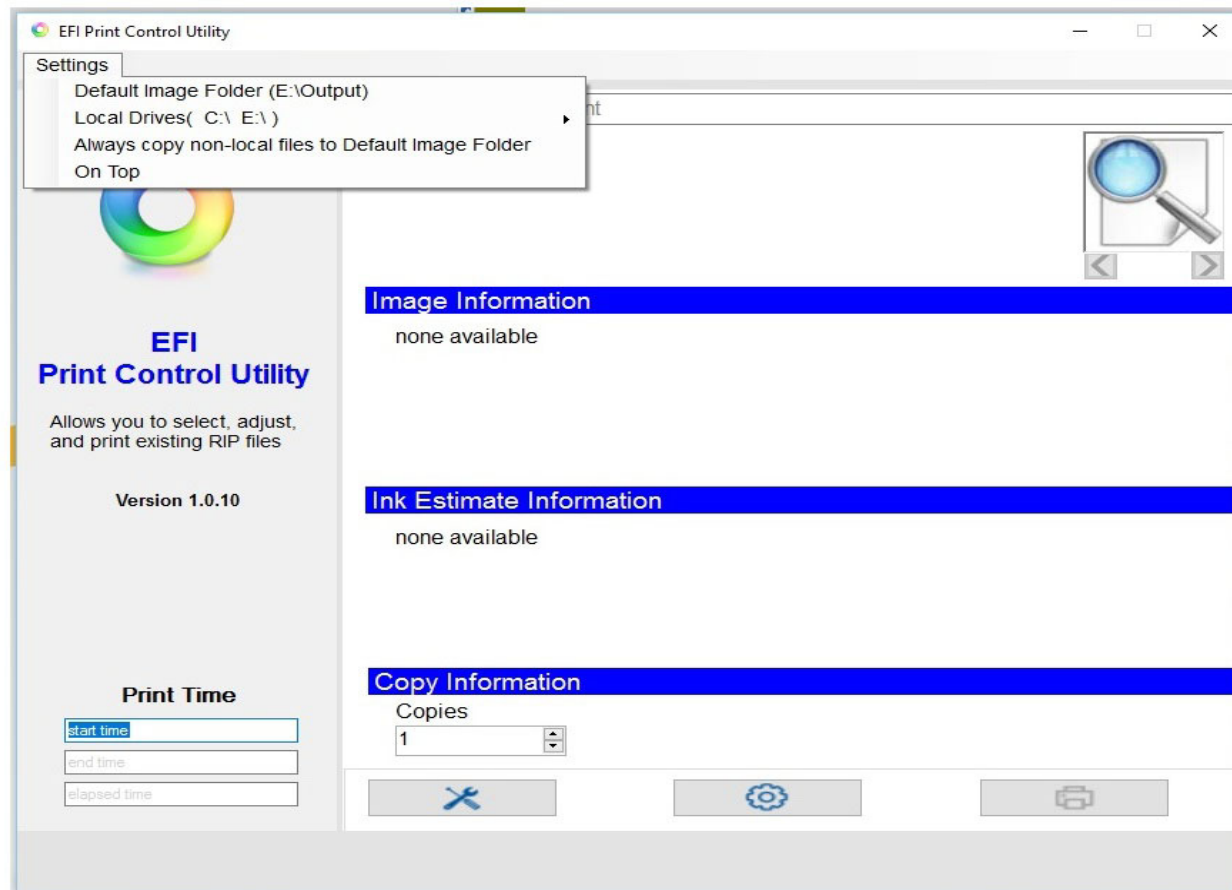 EFI Print Control Utility
Settings
Default Image Folder (E:\Output)
Local Drives( C:\ E:\ )
Always copy non-local files to Default Image Folder
On Top
nt
EFI
Print Control Utility
Allows you to select, adjust,
and print existing RIP files
Version 1.0.10
Print Time
start time
end time
elapsed time
Image Information
none available
Ink Estimate Information
none available
Copy Information
Copies
1